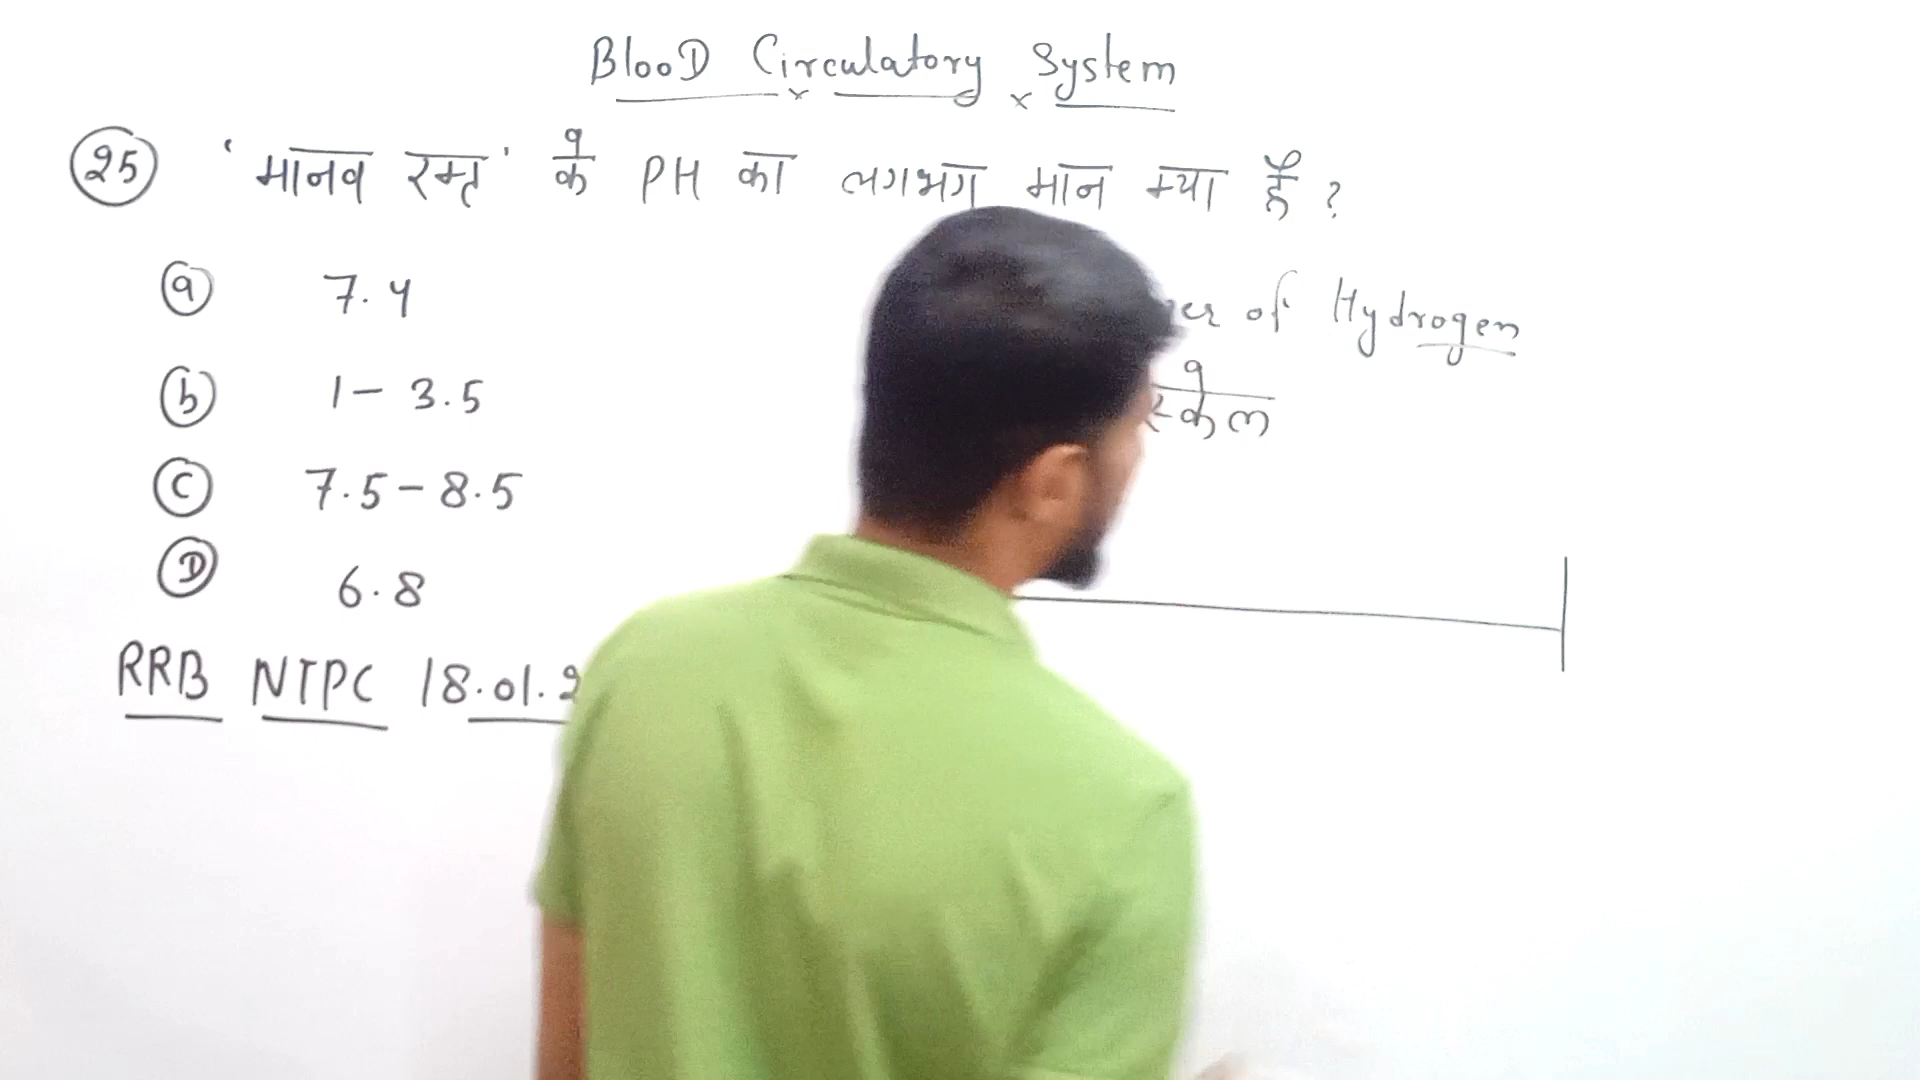 BlooD Circulatory System
25 'मानव रक्त' के PH का लगभग मान क्या है ?
a 7.4
b 1 - 3.5
c 7.5 - 8.5
D 6.8
RRB NTPC 18.01.2
of Hydrogen
स्केल